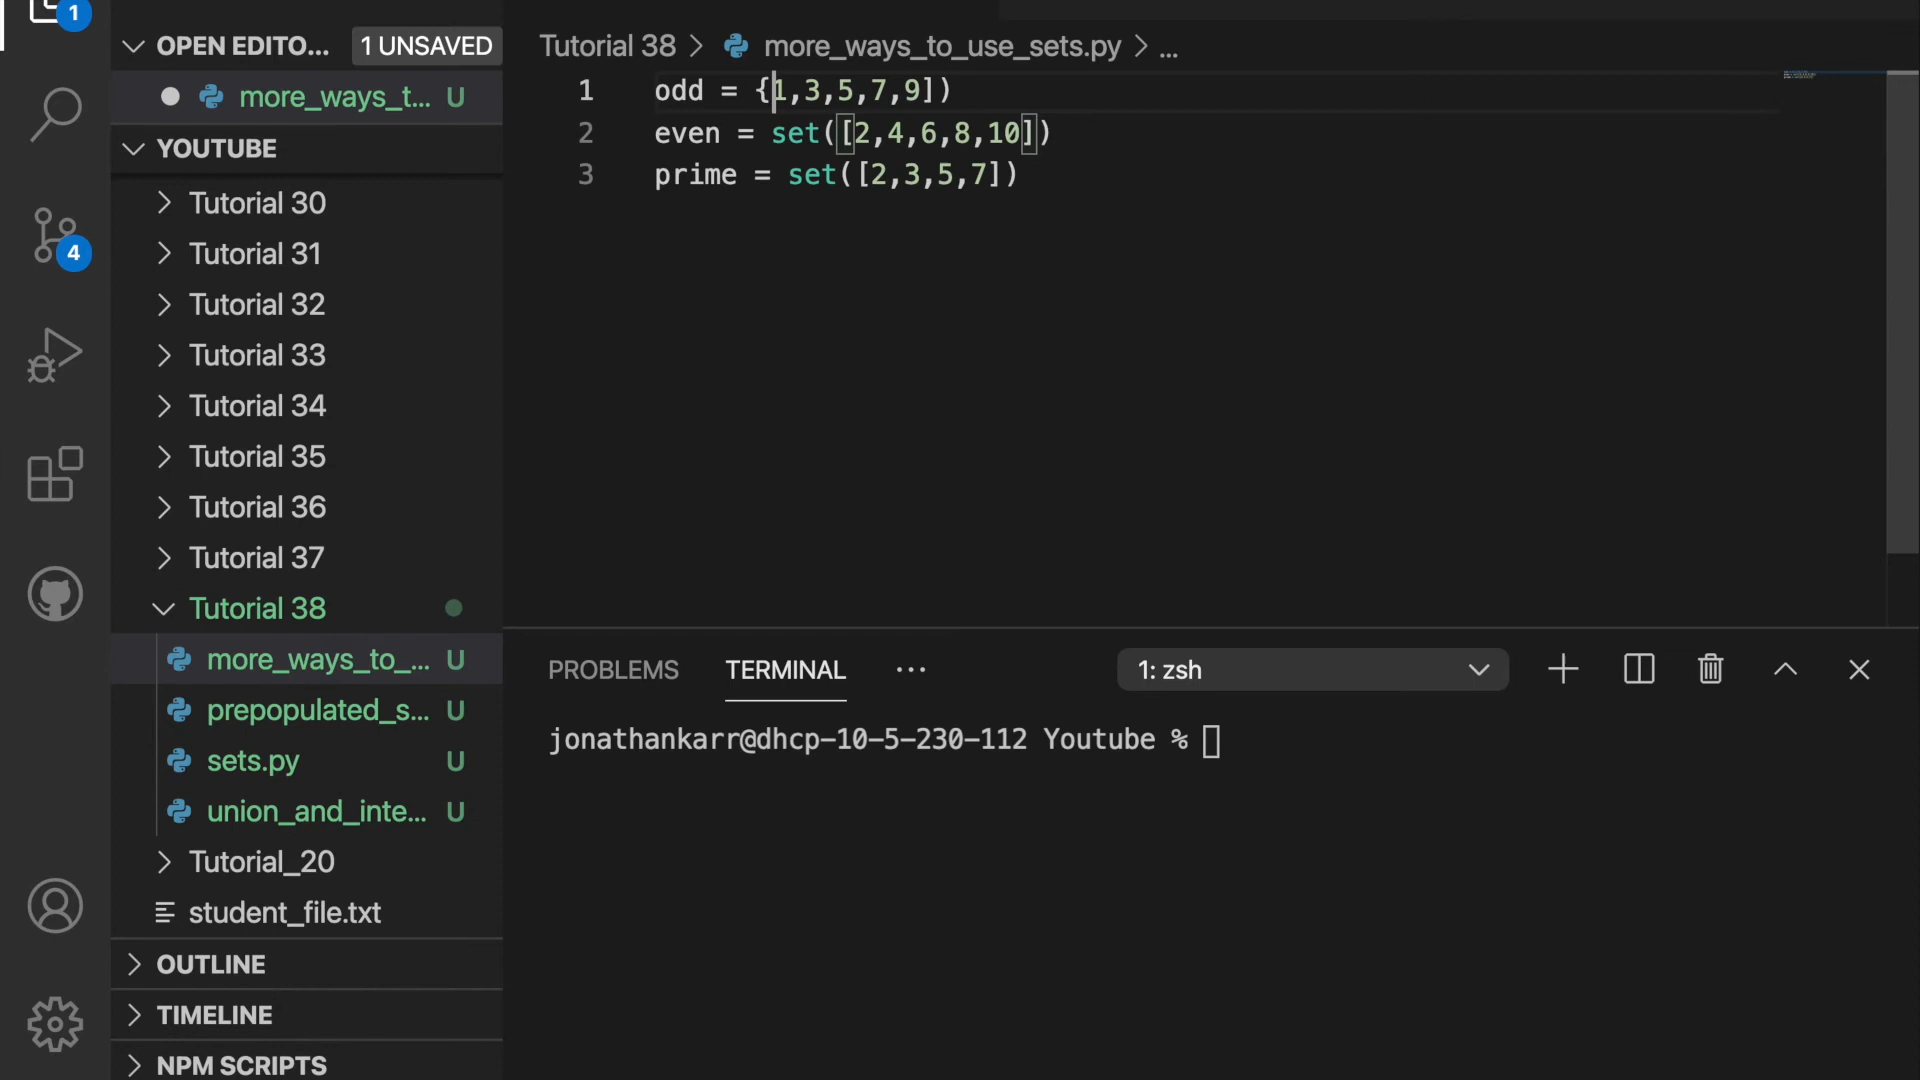 1
OPEN EDITO... 1 UNSAVED
more_ways_t... U
YOUTUBE
Tutorial 30
Tutorial 31
Tutorial 32
Tutorial 33
4
Tutorial 34
Tutorial 35
Tutorial 36
Tutorial 37
Tutorial 38
more_ways_to_... U
prepopulated_s... U
sets.py U
union_and_inte... U
Tutorial_20
student_file.txt
OUTLINE
TIMELINE
NPM SCRIPTS
Tutorial 38 > more_ways_to_use_sets.py > ...
1 odd = {1,3,5,7,9])
2 even = set([2,4,6,8,10])
3 prime = set([2,3,5,7])
PROBLEMS TERMINAL ... 1: zsh
jonathankarr@dhcp-10-5-230-112 Youtube %